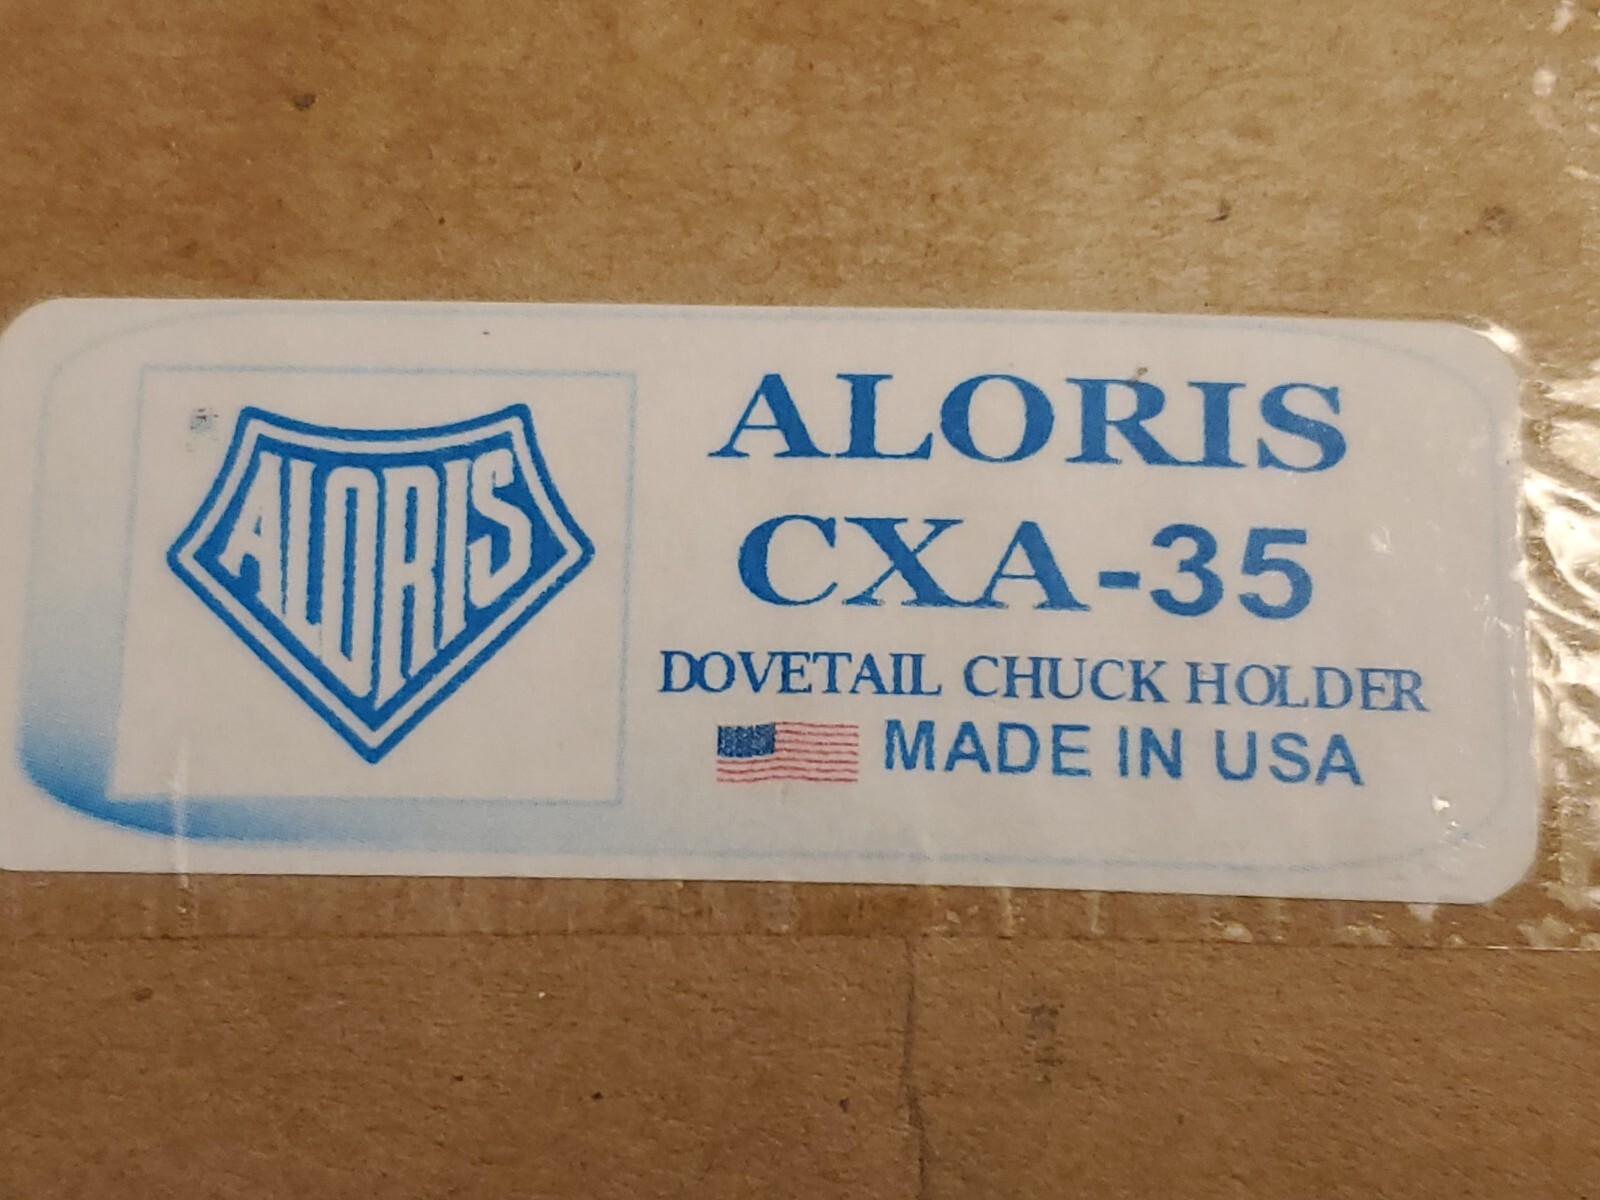 ALORIS
ALORIS
CXA-35
DOVETAIL CHUCK HOLDER
MADE IN USA